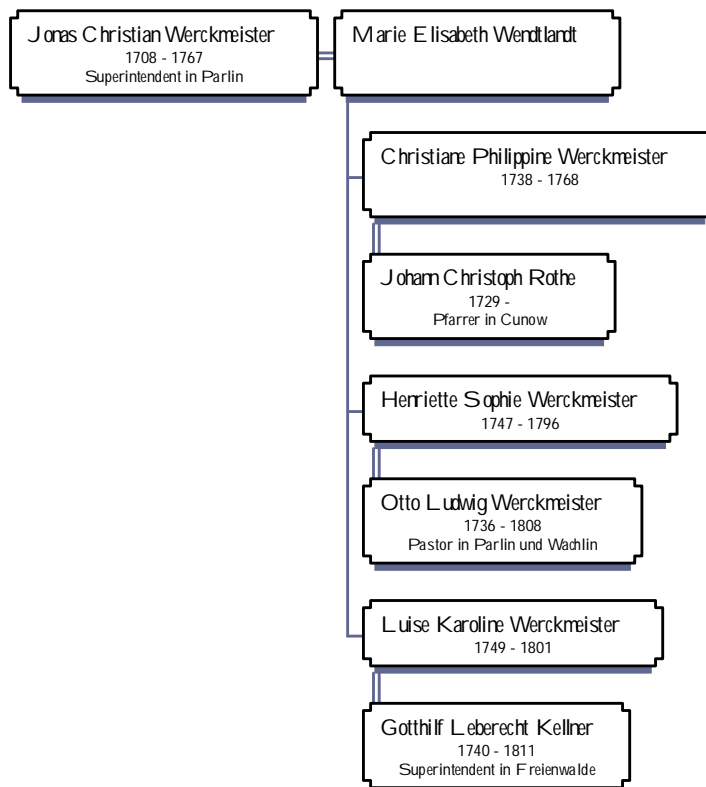 Jonas Christian Werckmeister
1708 - 1767
Superintendent in Parlin
Marie Elisabeth Wendtlandt
Christiane Philippine Werckmeister
1738 - 1768
Johann Christoph Rothe
1729 -
Pfarrer in Cunow
Henriette Sophie Werckmeister
1747 - 1796
Otto Ludwig Werckmeister
1736 - 1808
Pastor in Parlin und Wachlin
Luise Karoline Werckmeister
1749 - 1801
Gotthilf Leberecht Kellner
1740 - 1811
Superintendent in Freienwalde